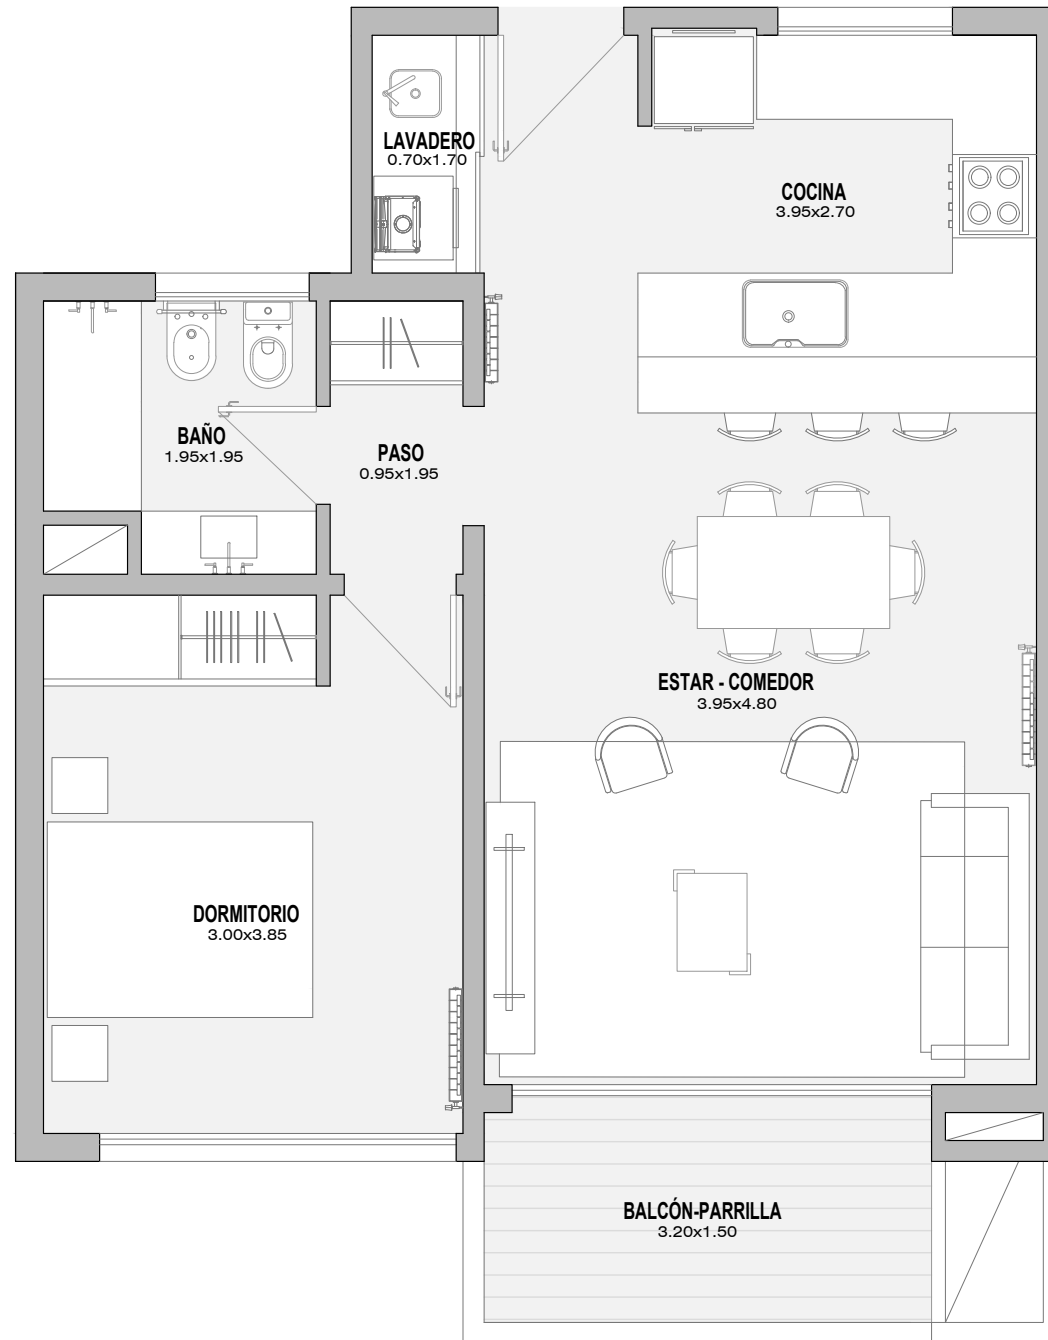 LAVADERO
0.70x1.70
COCINA
3.95x2.70
BAÑO
1.95x1.95
PASO
0.95x1.95
ESTAR - COMEDOR
3.95x4.80
DORMITORIO
3.00x3.85
BALCÓN-PARRILLA
3.20x1.50